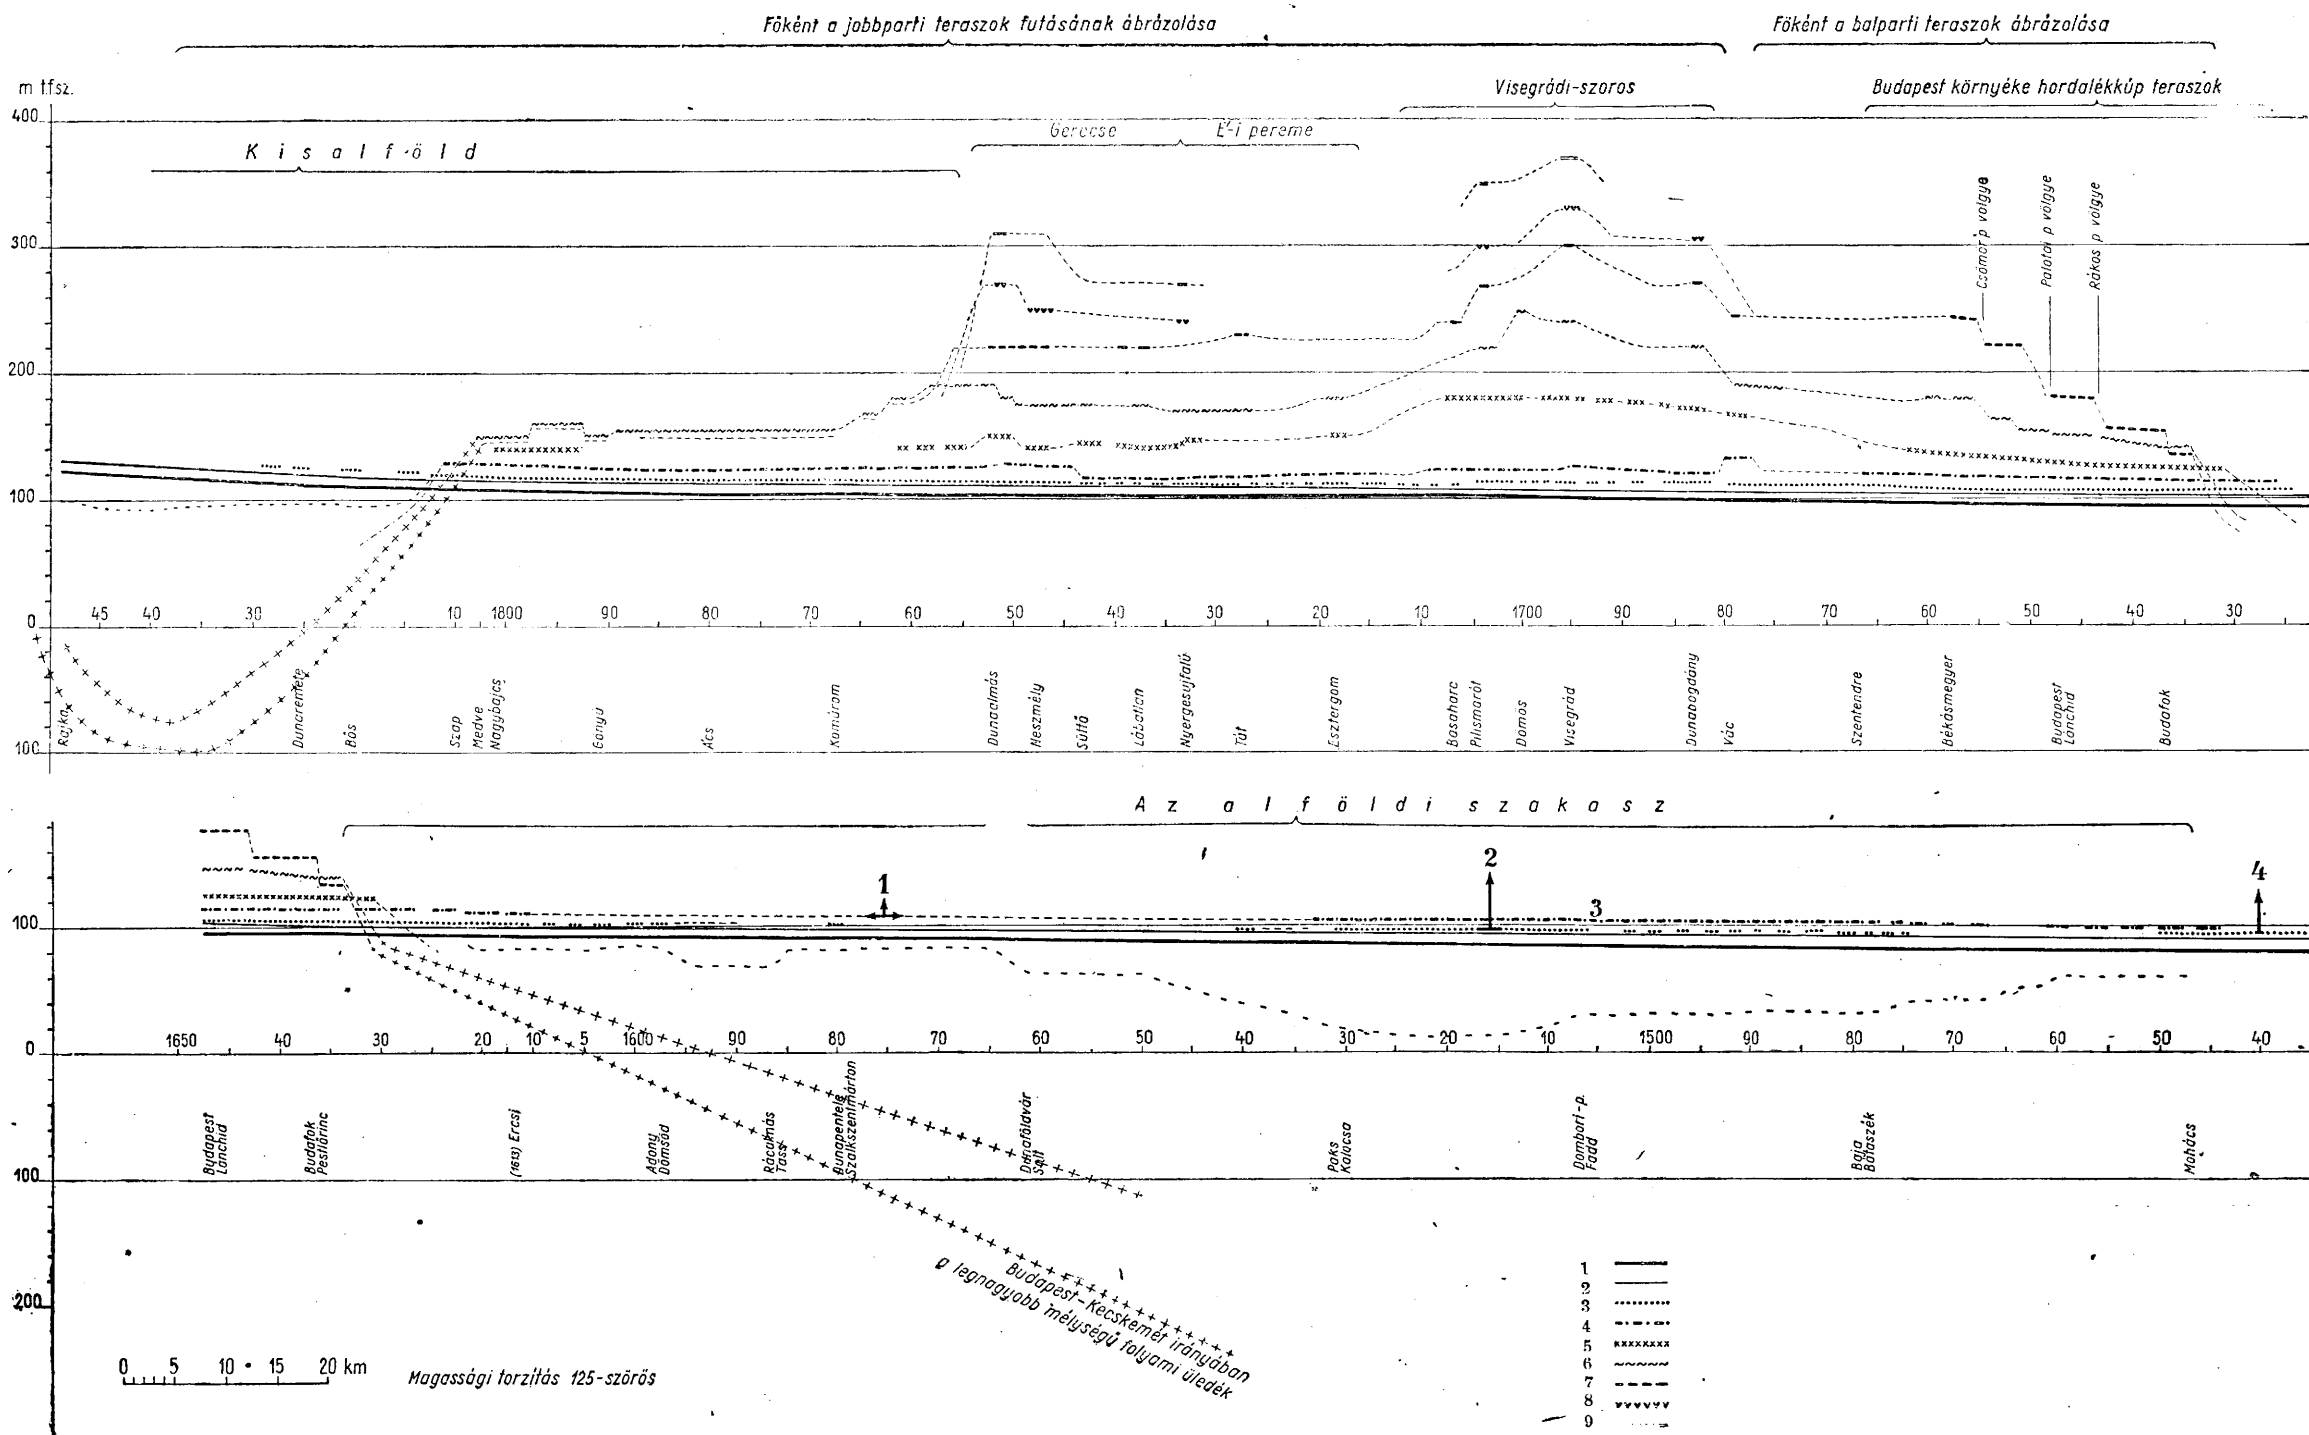 Főként a jobbparti teraszok futásának ábrázolása
Főként a balparti teraszok ábrázolása
m t.f.sz.
Visegrádi-szoros
Budapest környéke hordalékkúp teraszok
400
Gerecse É-i pereme
Kisalföld
Csömöri p völgye
Palotai p völgye
Rákos p völgye
300
200
100
0
45 40 30 10 1800 90 80 70 60 50 40 30 20 10 1700 90 80 70 60 50 40 30
Rajka
Dunaremete
Bős
Szap
Medve
Nagybajcs
Gönyü
Ács
Komárom
Dunaalmás
Neszmély
Süttő
Lábatlan
Nyergesujfalú
Tát
Esztergom
Basaharc
Pilismarót
Dömös
Visegrád
Dunabogdány
Vác
Szentendre
Békásmegyer
Budapest
Lánchíd
Budafok
100
Az alföldi szakasz
1
2
3
4
100
1650 40 30 20 10 5 1600 90 80 70 60 50 40 30 20 10 1500 90 80 70 60 50 40
0
Budapest
Lánchíd
Budafok
Pestlőrinc
(1613) Ercsi
Adony
Dömsöd
Rácalmás
Tass
Dunapentele
Szalkszentmárton
Dunaföldvár
Solt
Paks
Kalocsa
Dombori-p.
Fadd
Baja
Bátaszék
Mohács
100
Budapest-Kecskemét irányában
a legnagyobb mélységű folyami üledék
200
1
2
3
4
5
6
7
8
9
0 5 10 15 20 km
Magassági torzítás 125-szörös